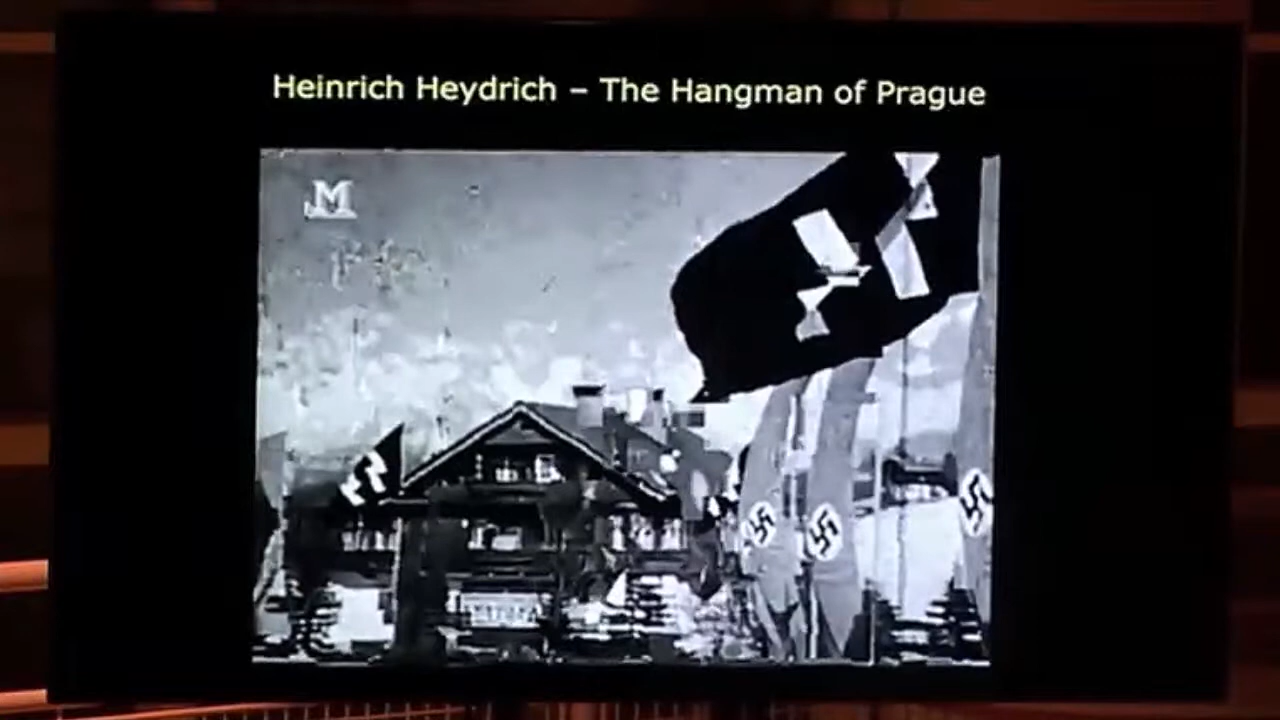 Heinrich Heydrich – The Hangman of Prague
M